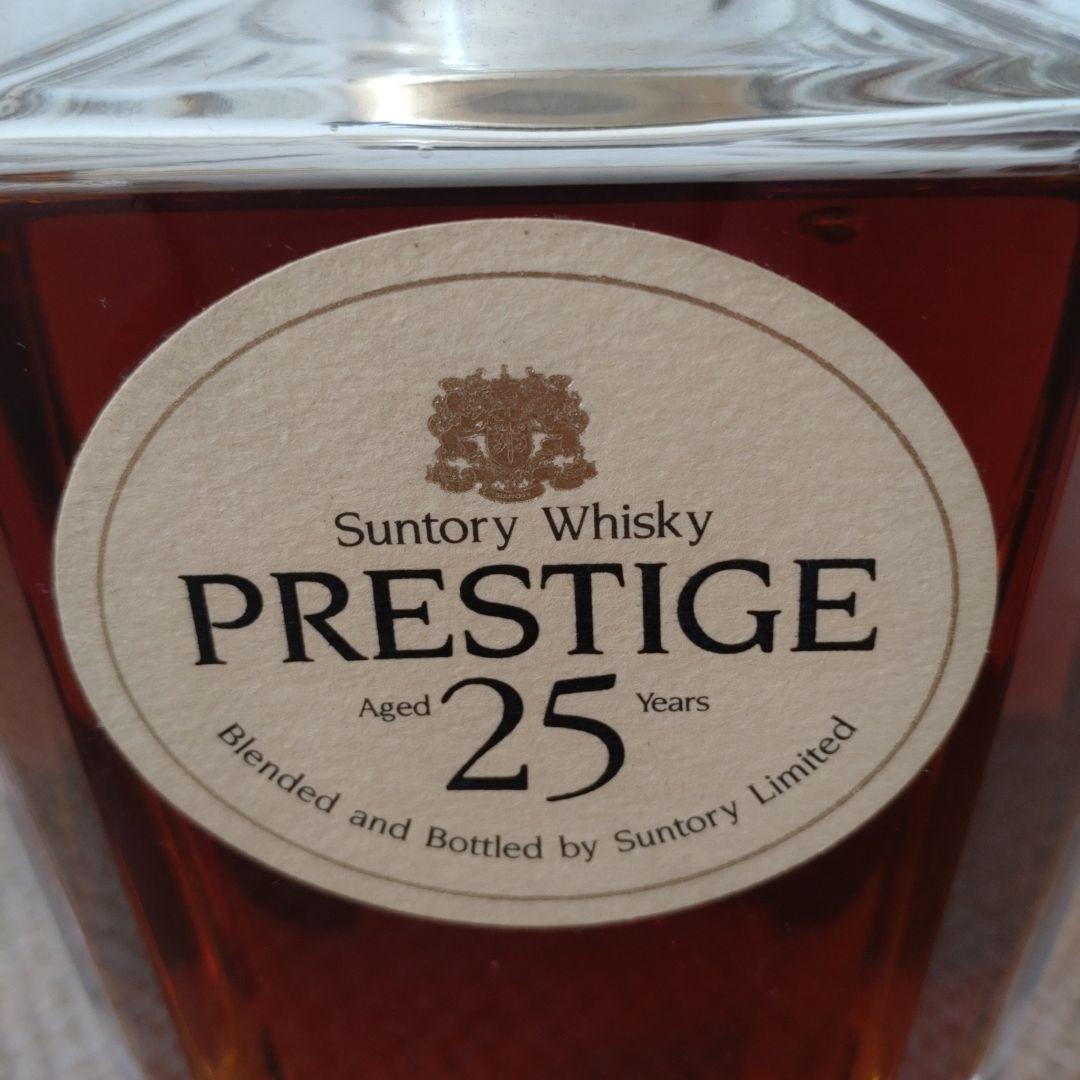 Suntory Whisky
PRESTIGE
Aged 25 Years
Blended and Bottled by Suntory Limited